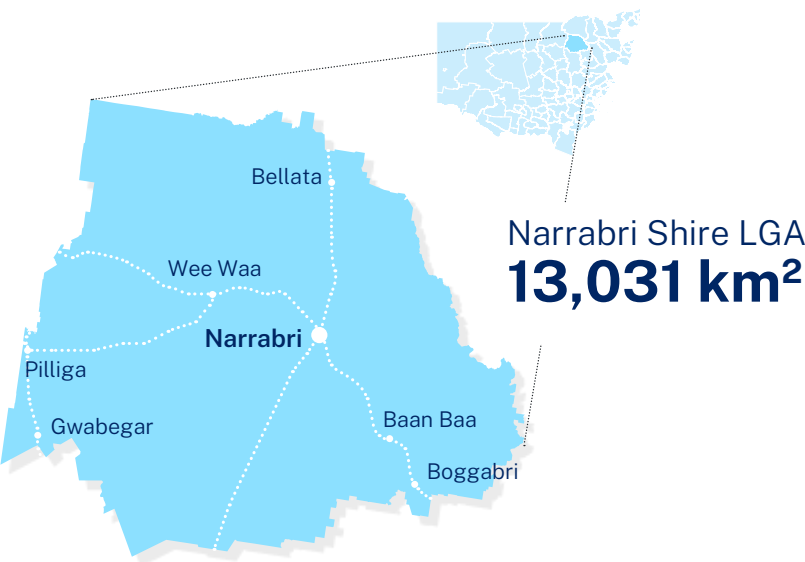 Bellata
Narrabri Shire LGA
13,031 km²
Wee Waa
Narrabri
Pilliga
Gwabegar
Baan Baa
Boggabri